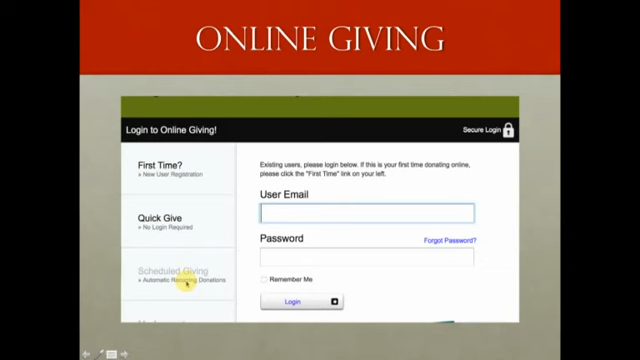 ONLINE GIVING
Login to Online Giving!
Secure Login
First Time?
» New User Registration
Quick Give
» No Login Required
Scheduled Giving
» Automatic Recurring Donations
Existing users, please login below. If this is your first time donating online,
please click the "First Time" link on your left.
User Email
Password
Forgot Password?
Remember Me
Login